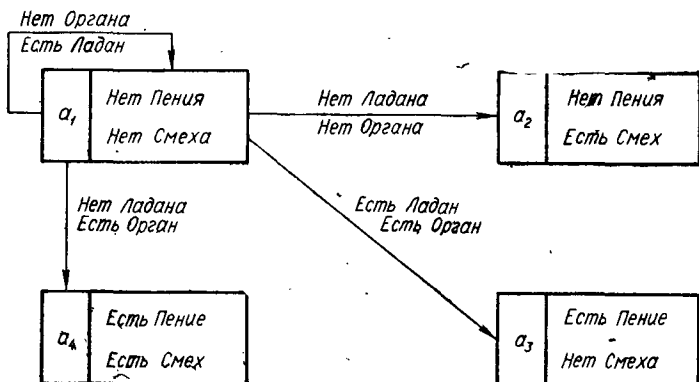 Нет Органа
Есть Ладан
a₁
Нет Пения
Нет Смеха
Нет Ладана
Нет Органа
a₂
Нет Пения
Есть Смех
Нет Ладана
Есть Орган
Есть Ладан
Есть Орган
a₄
Есть Пение
Есть Смех
a₃
Есть Пение
Нет Смеха